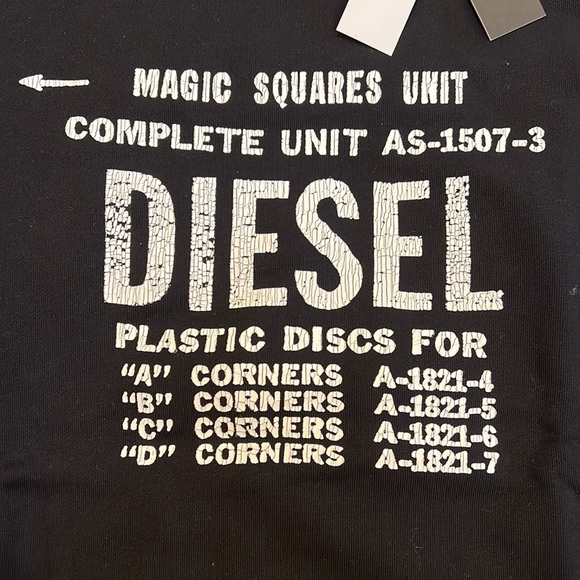 MAGIC SQUARES UNIT
COMPLETE UNIT AS-1507-3
DIESEL
PLASTIC DISCS FOR
"A" CORNERS A-1821-4
"B" CORNERS A-1821-5
"C" CORNERS A-1821-6
"D" CORNERS A-1821-7